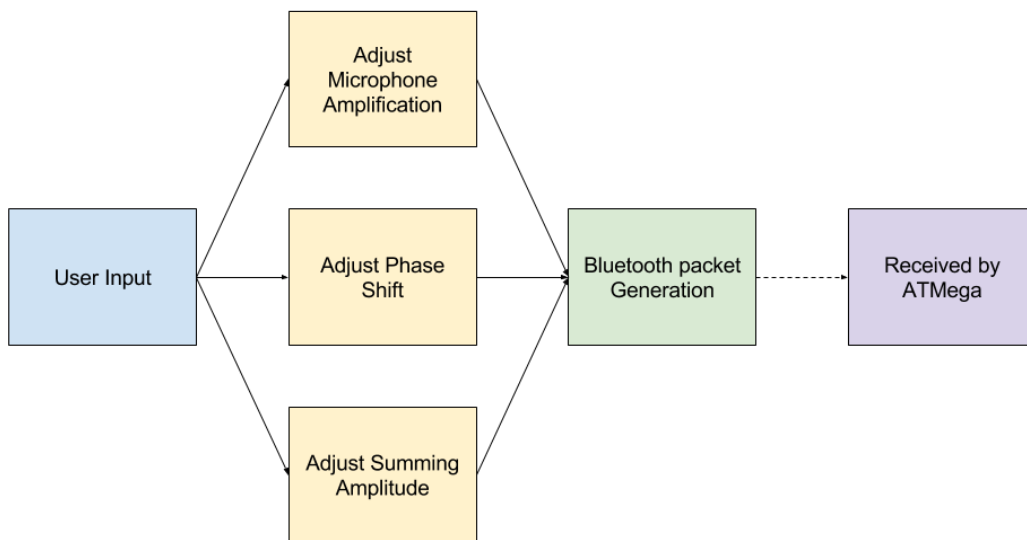 Adjust
Microphone
Amplification
User Input
Adjust Phase
Shift
Bluetooth packet
Generation
Received by
ATMega
Adjust Summing
Amplitude